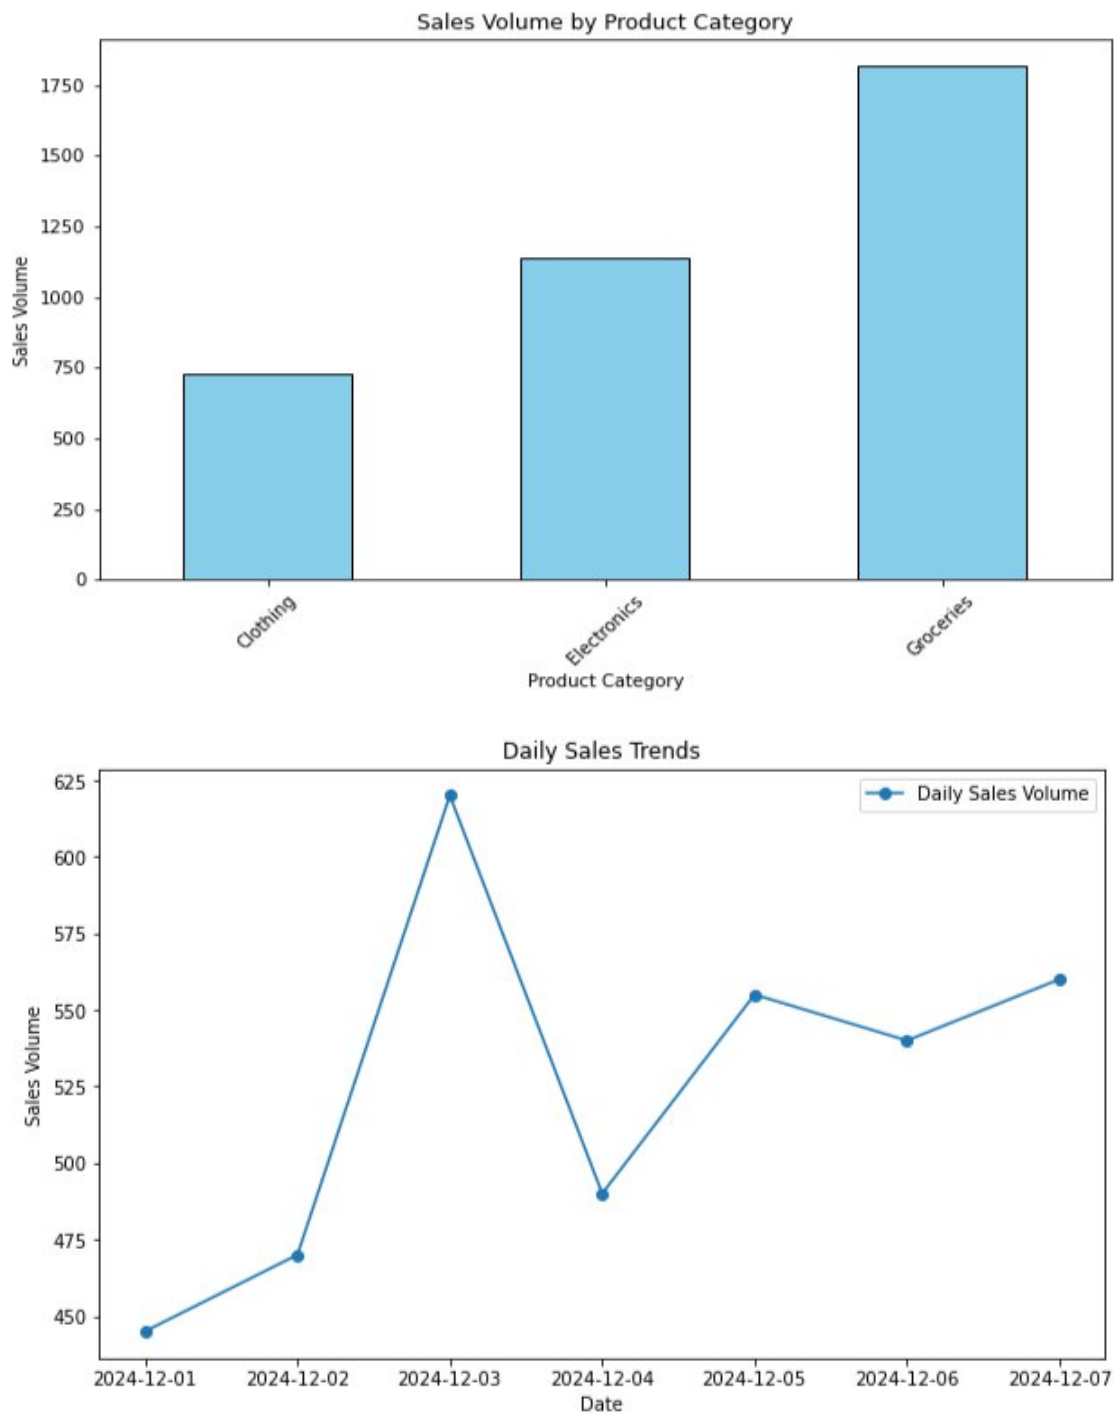 Sales Volume by Product Category
1750
1500
1250
1000
750
500
250
0
Sales Volume
Clothing
Electronics
Groceries
Product Category
Daily Sales Trends
Daily Sales Volume
625
600
575
550
525
500
475
450
Sales Volume
2024-12-01 2024-12-02 2024-12-03 2024-12-04 2024-12-05 2024-12-06 2024-12-07
Date